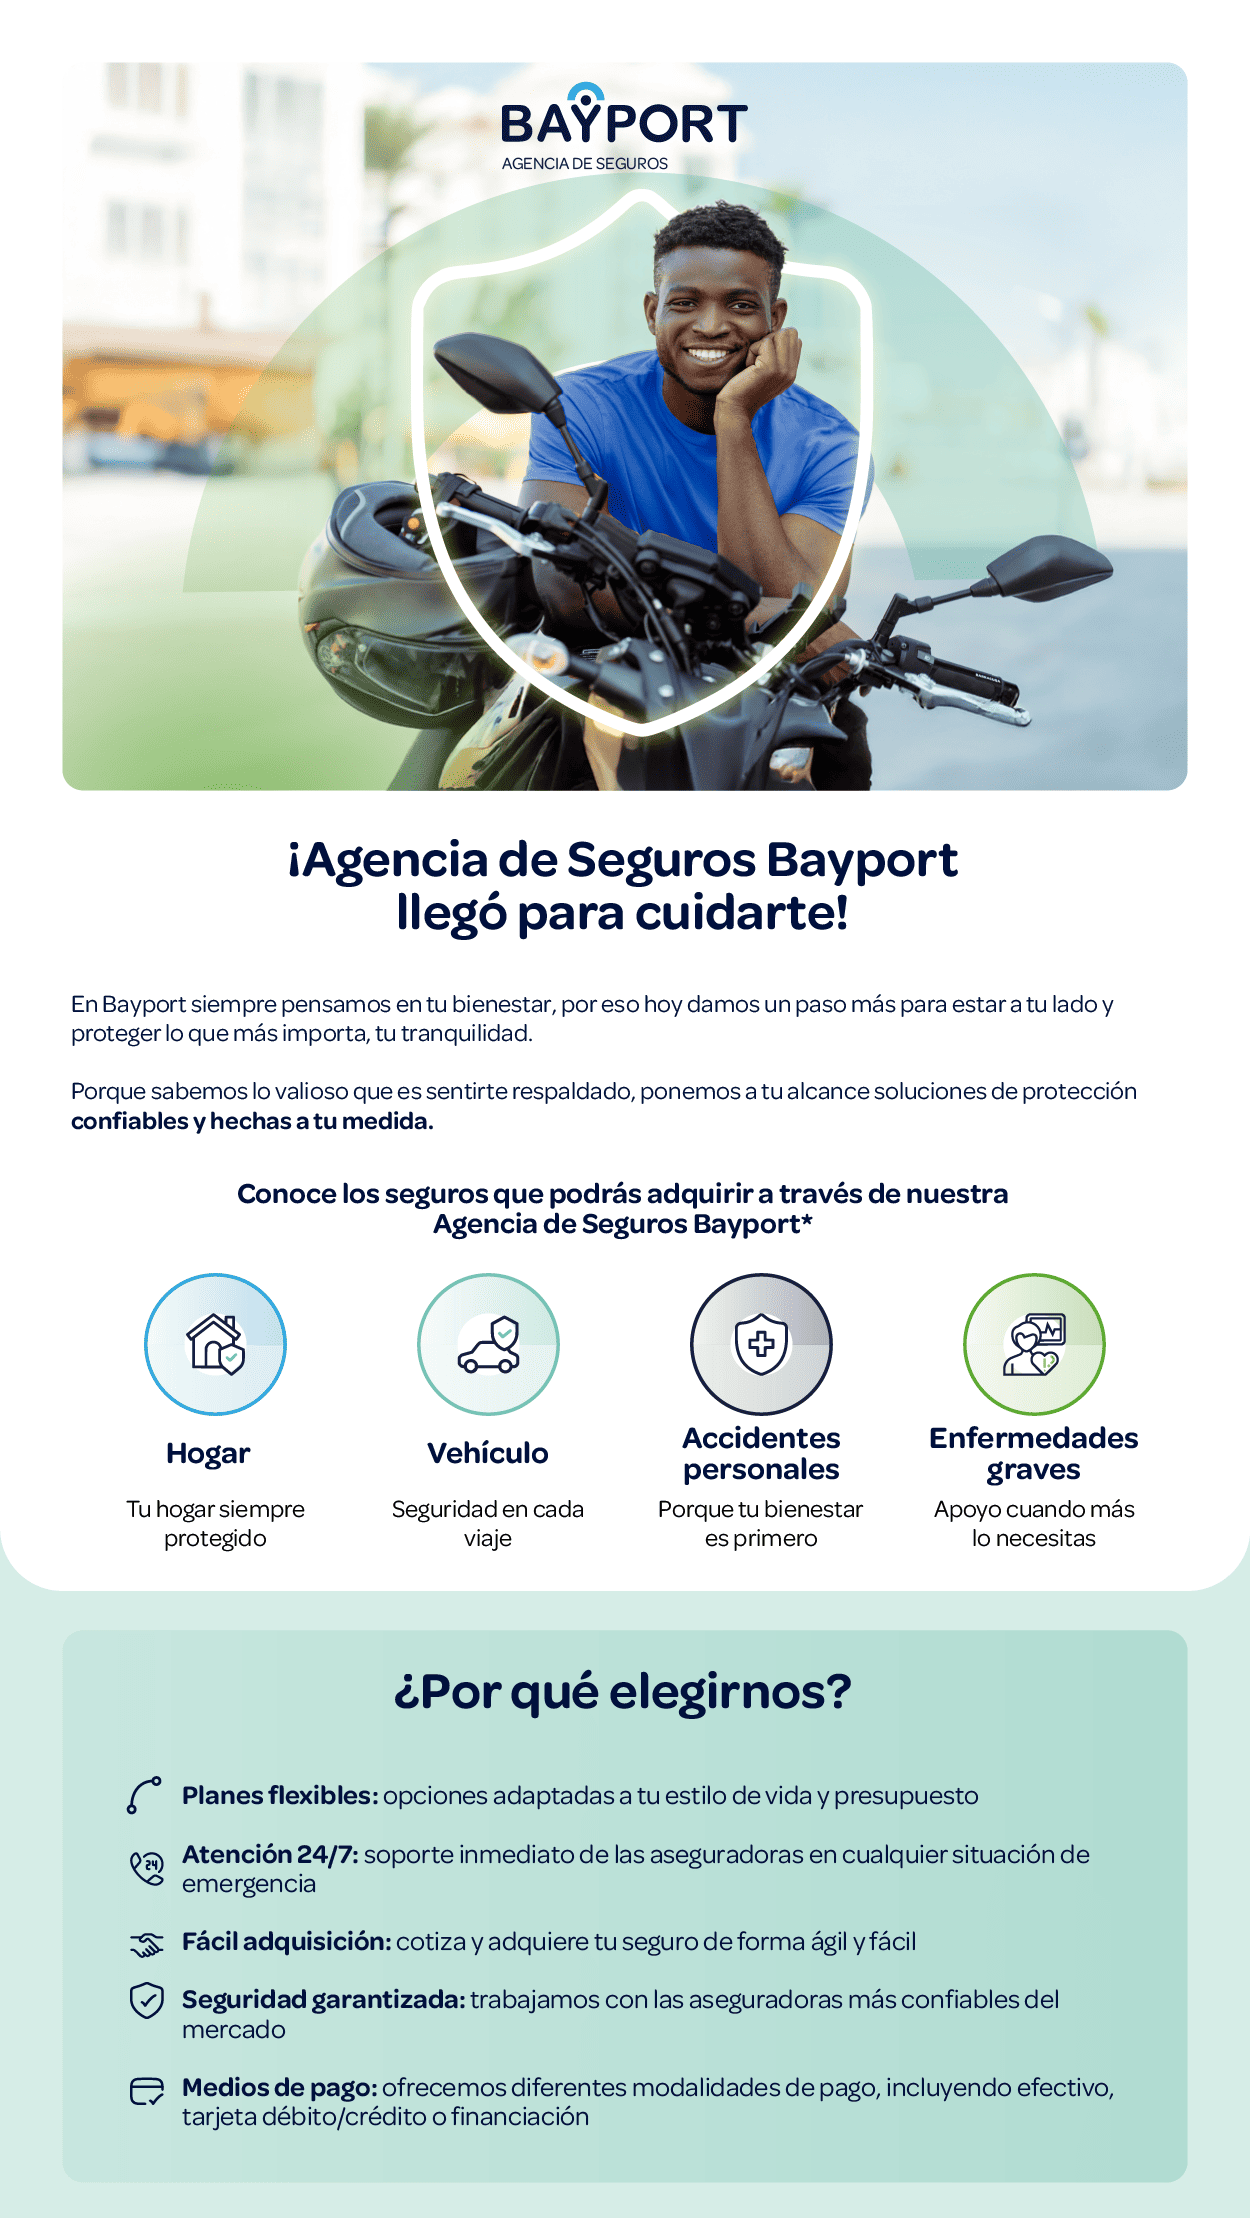 BAYPORT
AGENCIA DE SEGUROS
¡Agencia de Seguros Bayport
llegó para cuidarte!
En Bayport siempre pensamos en tu bienestar, por eso hoy damos un paso más para estar a tu lado y
proteger lo que más importa, tu tranquilidad.
Porque sabemos lo valioso que es sentirte respaldado, ponemos a tu alcance soluciones de protección
confiables y hechas a tu medida.
Conoce los seguros que podrás adquirir a través de nuestra
Agencia de Seguros Bayport*
Hogar
Tu hogar siempre
protegido
Vehículo
Seguridad en cada
viaje
Accidentes
personales
Porque tu bienestar
es primero
Enfermedades
graves
Apoyo cuando más
lo necesitas
¿Por qué elegirnos?
Planes flexibles: opciones adaptadas a tu estilo de vida y presupuesto
24
Atención 24/7: soporte inmediato de las aseguradoras en cualquier situación de
emergencia
Fácil adquisición: cotiza y adquiere tu seguro de forma ágil y fácil
Seguridad garantizada: trabajamos con las aseguradoras más confiables del
mercado
Medios de pago: ofrecemos diferentes modalidades de pago, incluyendo efectivo,
tarjeta débito/crédito o financiación